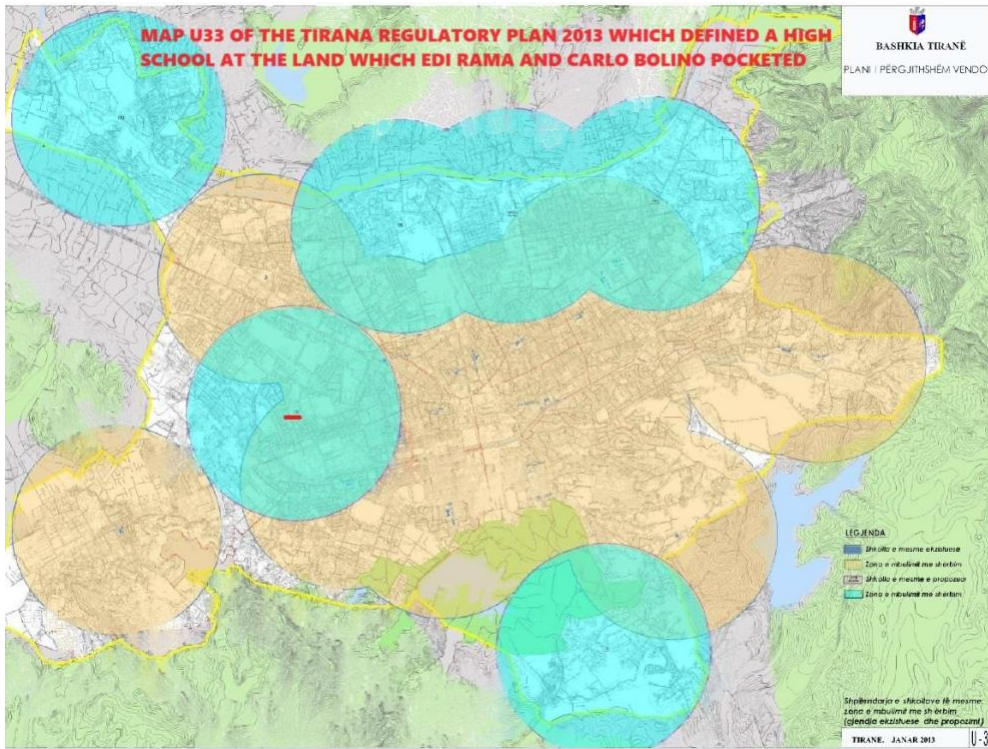 MAP U33 OF THE TIRANA REGULATORY PLAN 2013 WHICH DEFINED A HIGH
SCHOOL AT THE LAND WHICH EDI RAMA AND CARLO BOLINO POCKETED
BASHKIA TIRANË
PLANI I PËRGJITHSHËM VENDO
LEGJENDA
Shkolla e mesme ekzistuese
Zona e mbulimit me shërbim
Shkolla e mesme e propozuar
Zona e mbulimit me shërbim
Shpërndarja e shkollave të mesme,
zona e mbulimit me shërbim
(gjendja ekzistuese dhe propozimi)
TIRANË, JANAR 2013
U-3